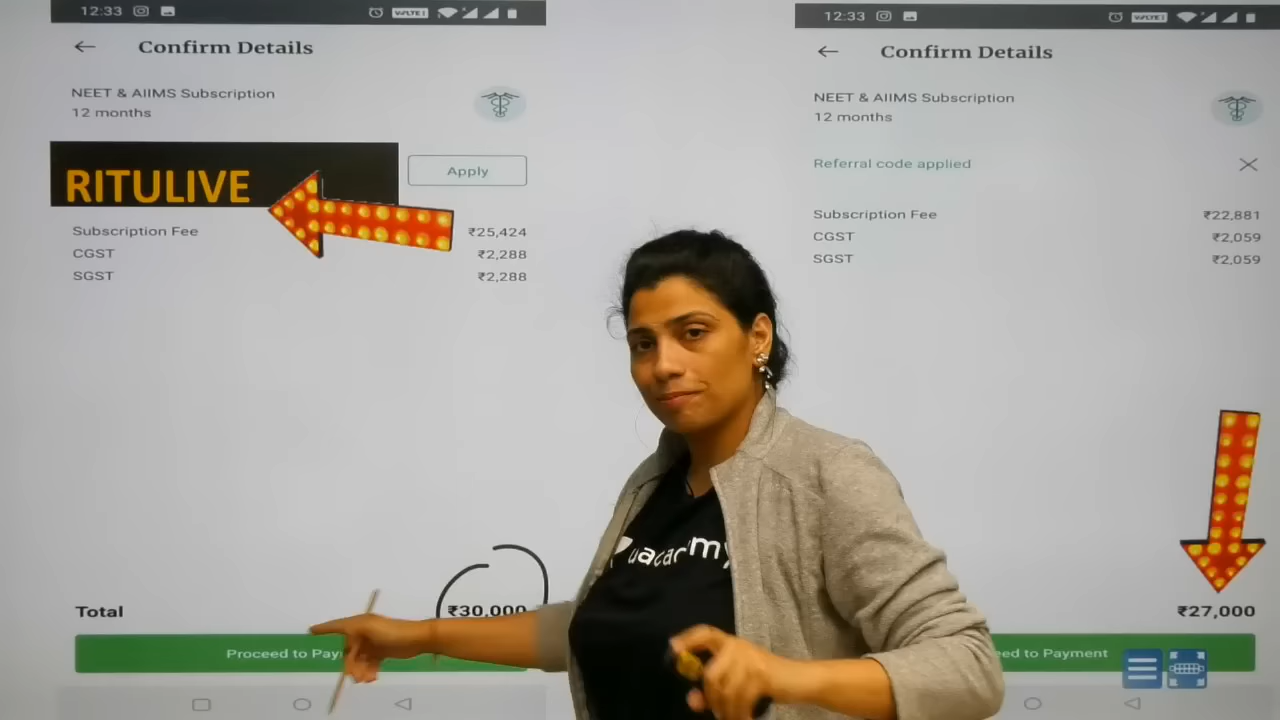 12:33
VoLTE1
Confirm Details
NEET & AIIMS Subscription
12 months
RITULIVE
Apply
Subscription Fee ₹25,424
CGST ₹2,288
SGST ₹2,288
Total ₹30,000
Proceed to Pay
12:33
VoLTE1
Confirm Details
NEET & AIIMS Subscription
12 months
Referral code applied
Subscription Fee ₹22,881
CGST ₹2,059
SGST ₹2,059
₹27,000
eed to Payment